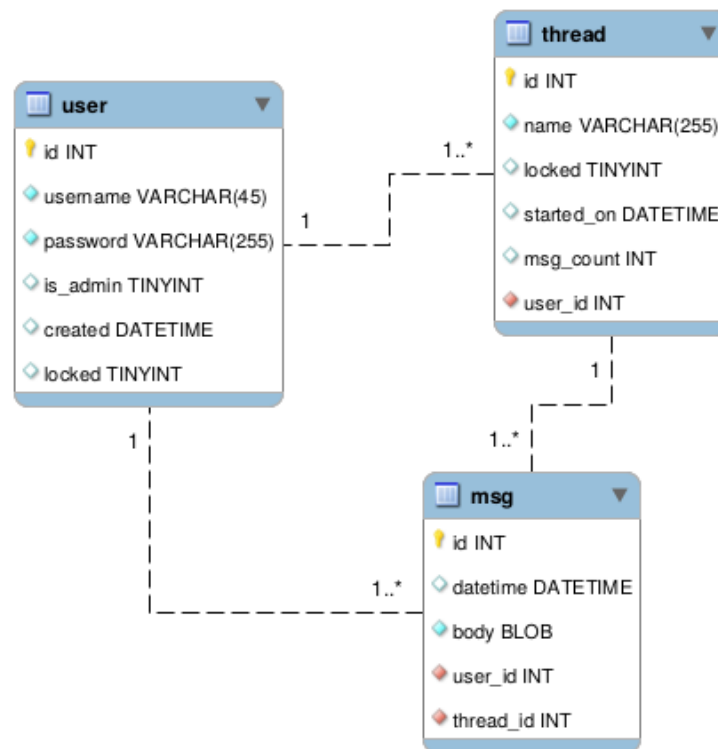 user
id INT
username VARCHAR(45)
password VARCHAR(255)
is_admin TINYINT
created DATETIME
locked TINYINT
1
1..*
thread
id INT
name VARCHAR(255)
locked TINYINT
started_on DATETIME
msg_count INT
user_id INT
1
1..*
1
1..*
msg
id INT
datetime DATETIME
body BLOB
user_id INT
thread_id INT